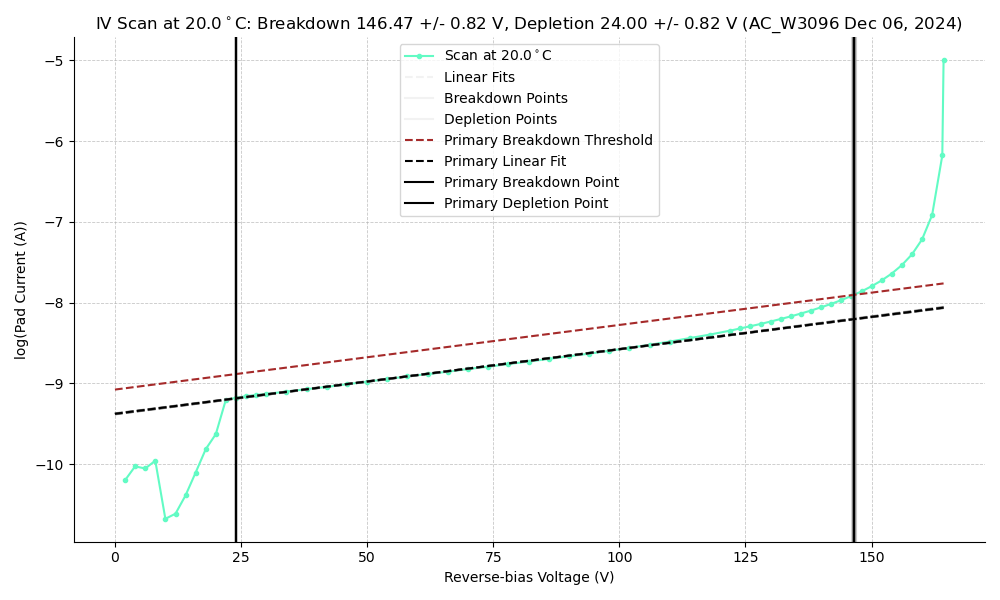 IV Scan at 20.0°C: Breakdown 146.47 +/- 0.82 V, Depletion 24.00 +/- 0.82 V (AC_W3096 Dec 06, 2024)
Scan at 20.0°C
Linear Fits
Breakdown Points
Depletion Points
Primary Breakdown Threshold
Primary Linear Fit
Primary Breakdown Point
Primary Depletion Point
log(Pad Current (A))
−5
−6
−7
−8
−9
−10
0 25 50 75 100 125 150
Reverse-bias Voltage (V)